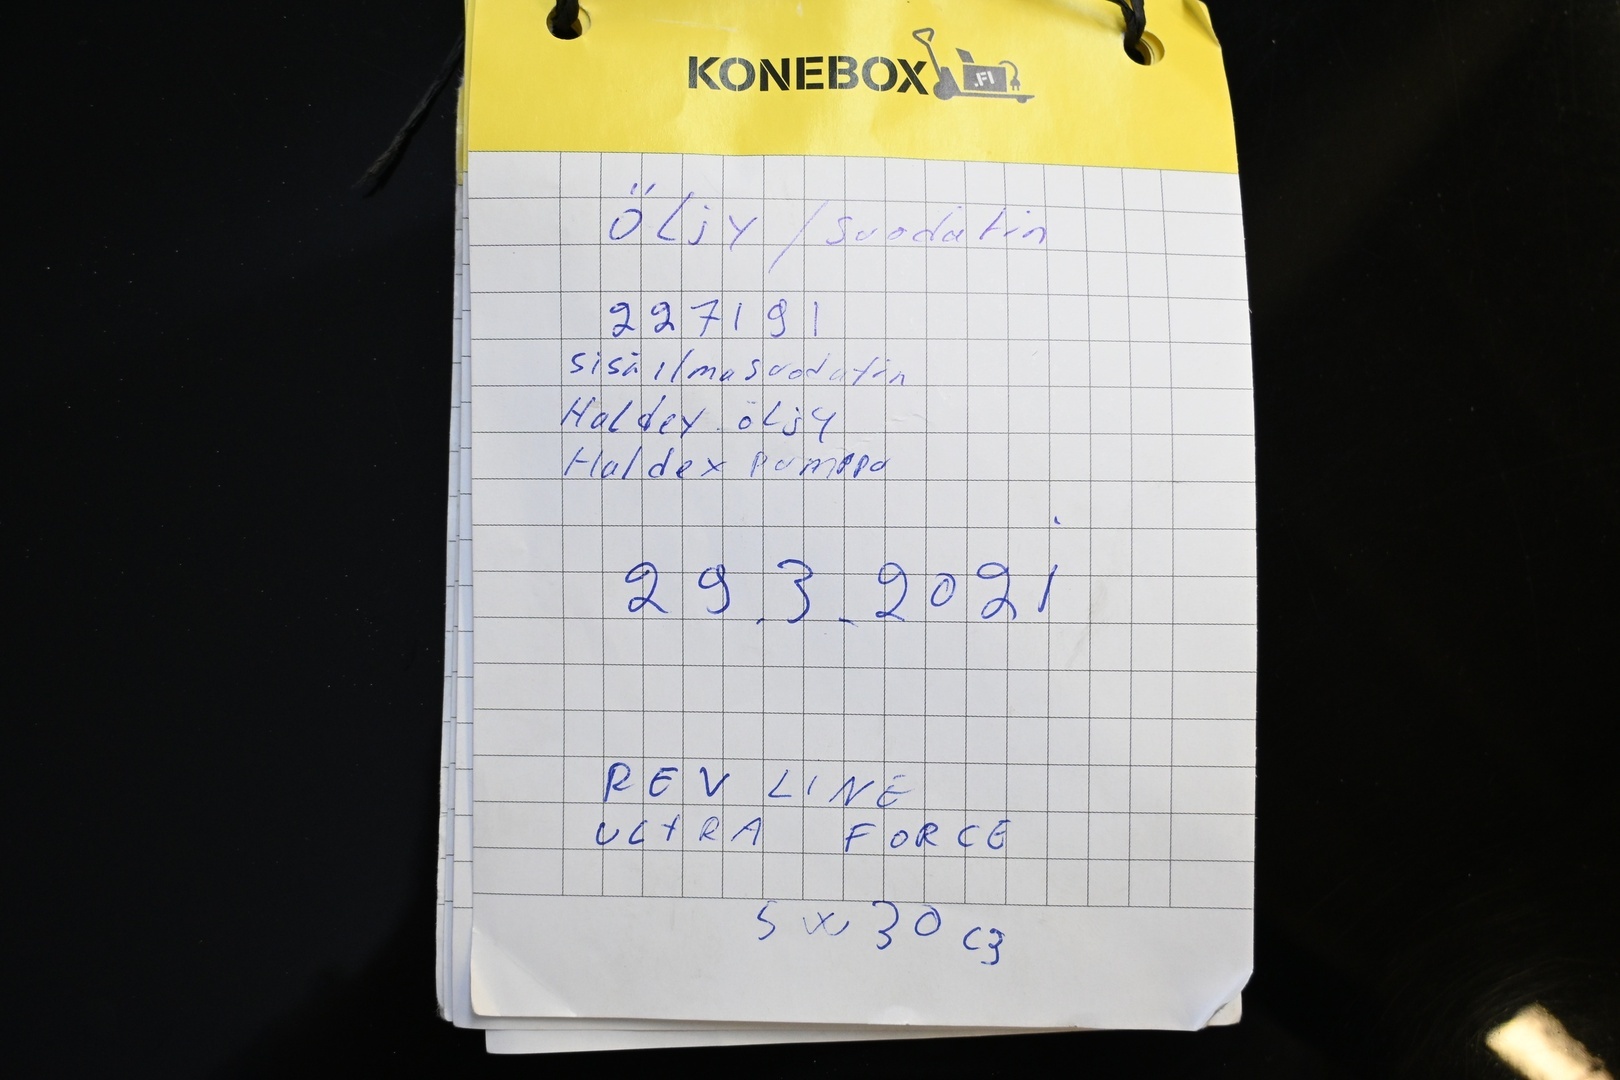 KONEBOX.FI
Öljy / suodatin
227191
sisäilmasuodatin
Haldex öljy
Haldex pumppu
29.3.2021
REV LINE
ULtRA FORCE
5w30 C3